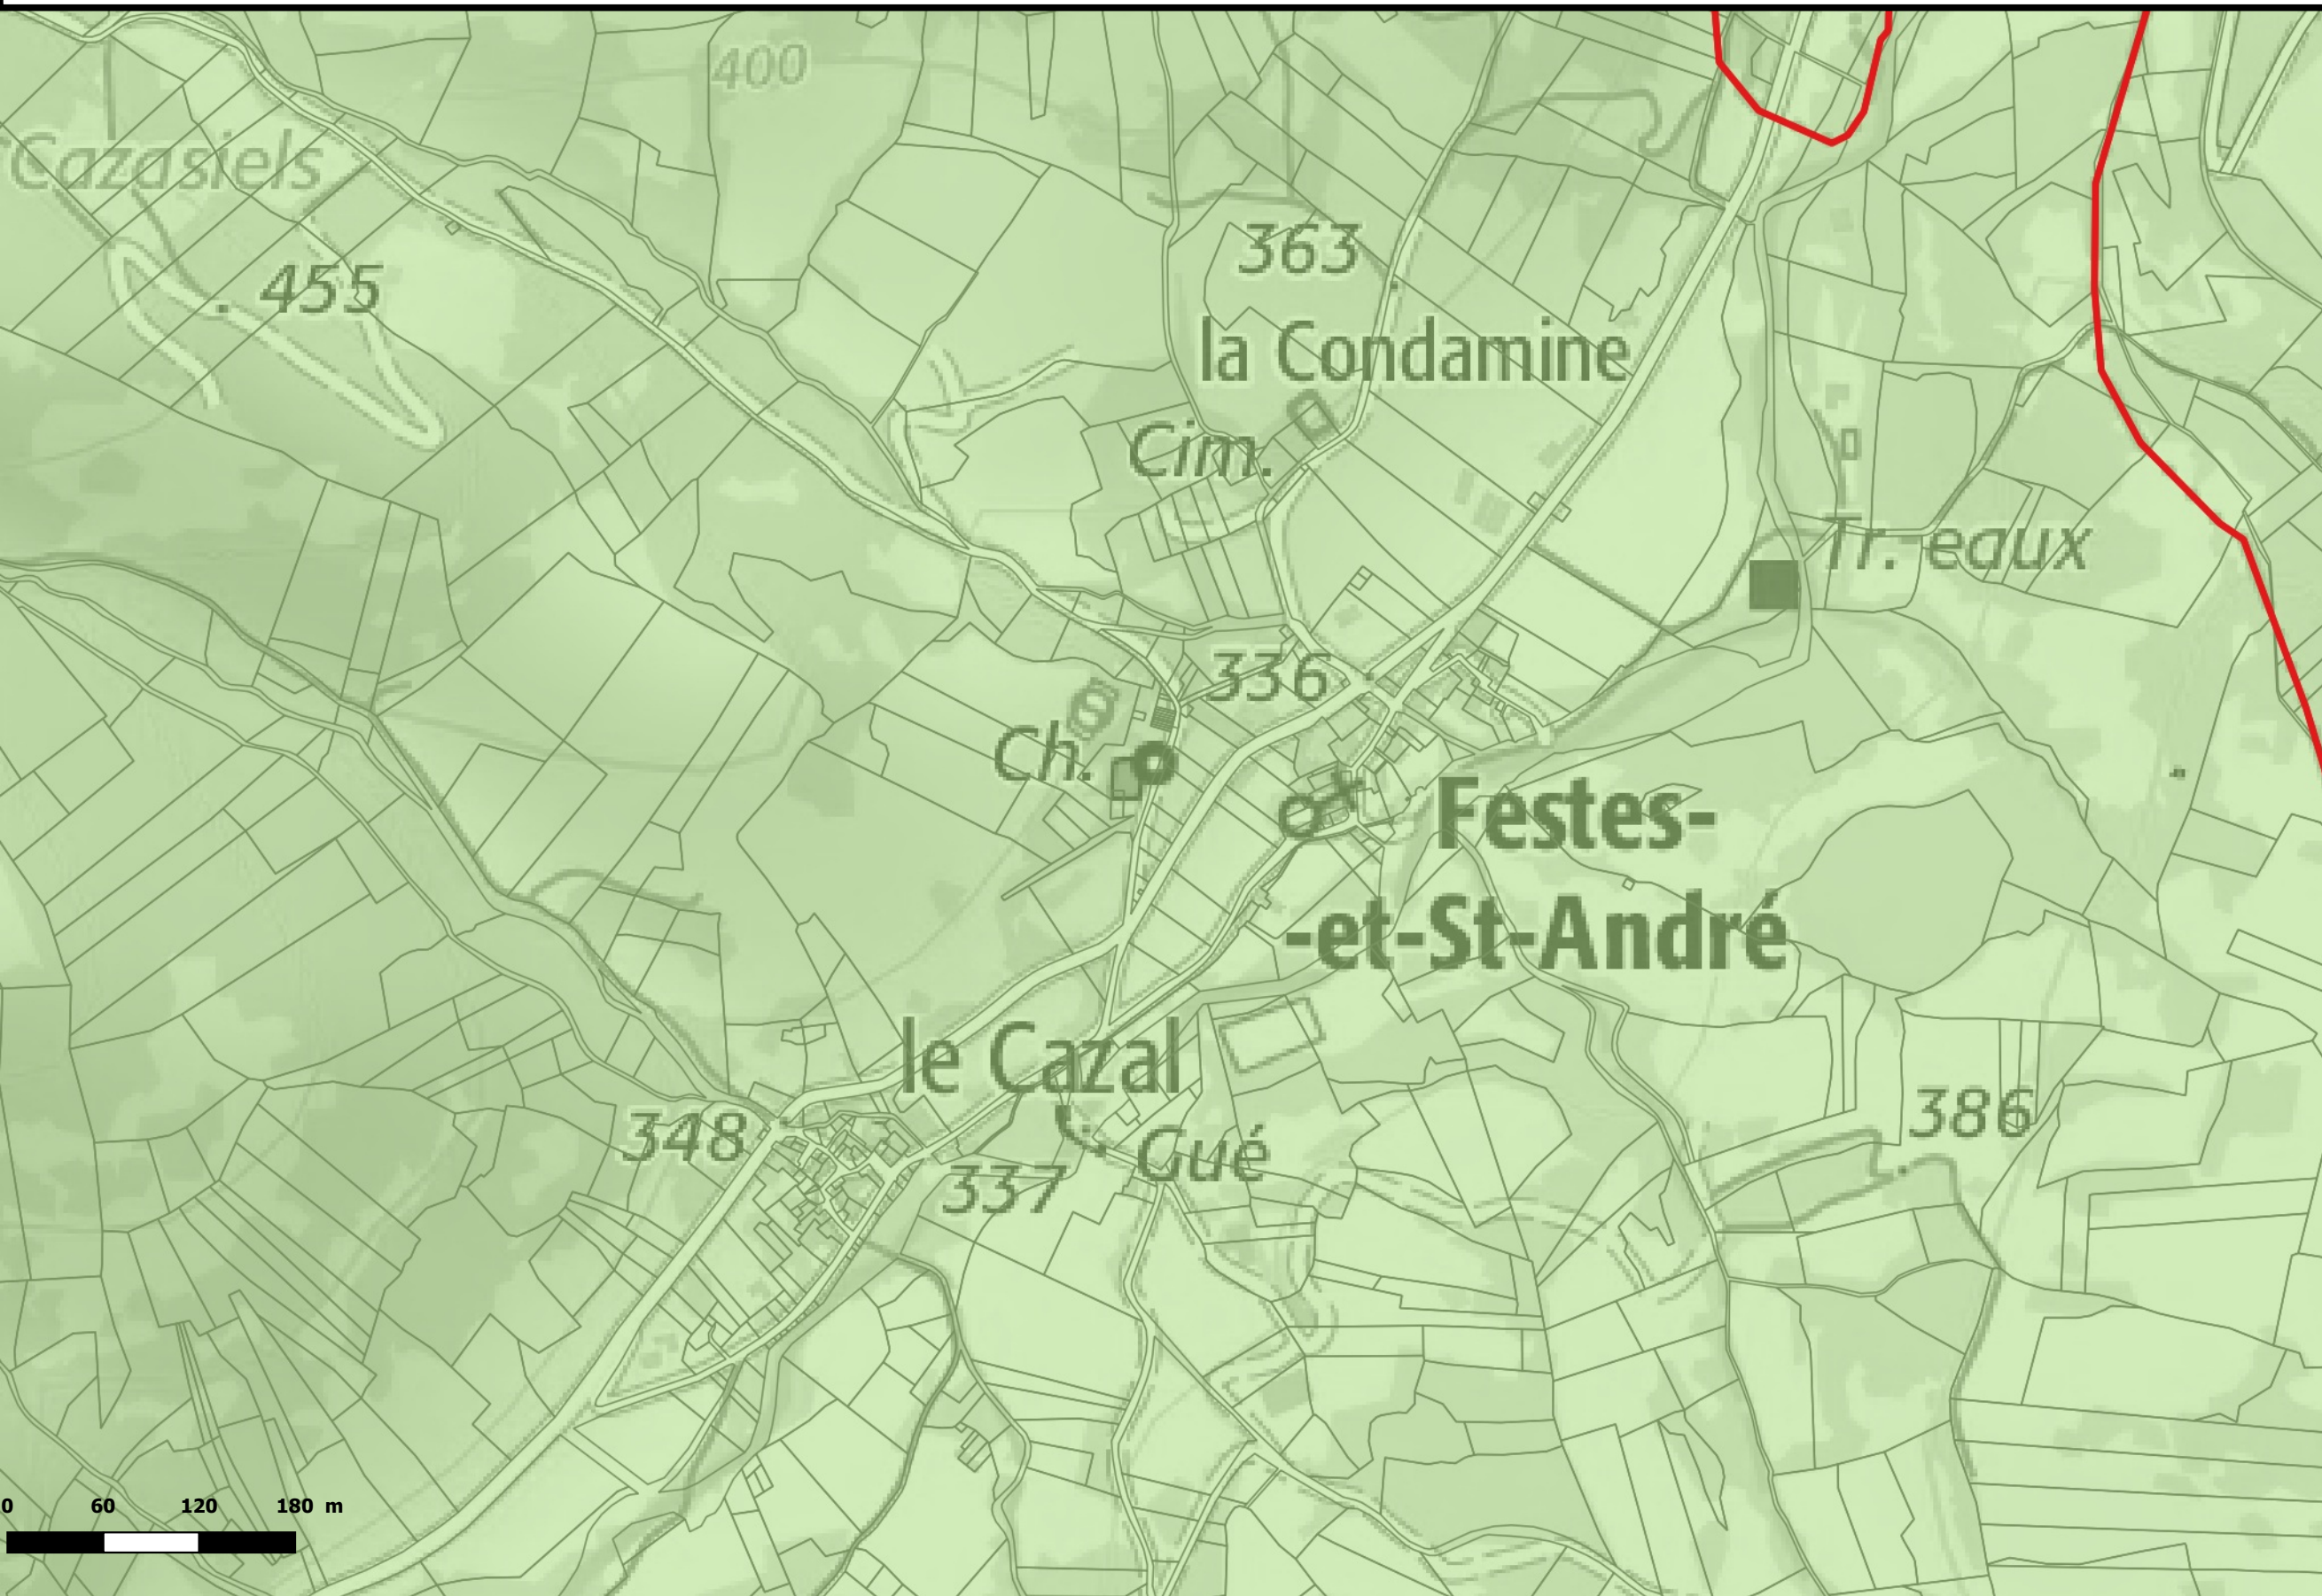 400
Cazasiels
363
455
la Condamine
Cim.
Tr. eaux
336
Ch.
Festes-
-et-St-André
le Cazal
386
348
Gué
337
0 60 120 180 m